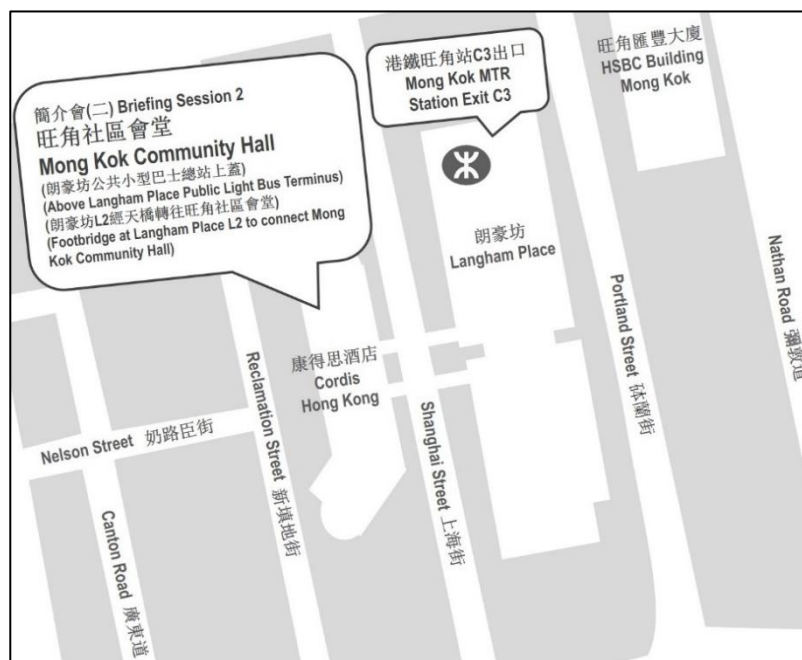 簡介會(二) Briefing Session 2
旺角社區會堂
Mong Kok Community Hall
(朗豪坊公共小型巴士總站上蓋)
(Above Langham Place Public Light Bus Terminus)
(朗豪坊L2經天橋轉往旺角社區會堂)
(Footbridge at Langham Place L2 to connect Mong
Kok Community Hall)
港鐵旺角站C3出口
Mong Kok MTR
Station Exit C3
旺角匯豐大廈
HSBC Building
Mong Kok
朗豪坊
Langham Place
康得思酒店
Cordis
Hong Kong
Nelson Street 奶路臣街
Canton Road 廣東道
Reclamation Street 新填地街
Shanghai Street 上海街
Portland Street 砵蘭街
Nathan Road 彌敦道